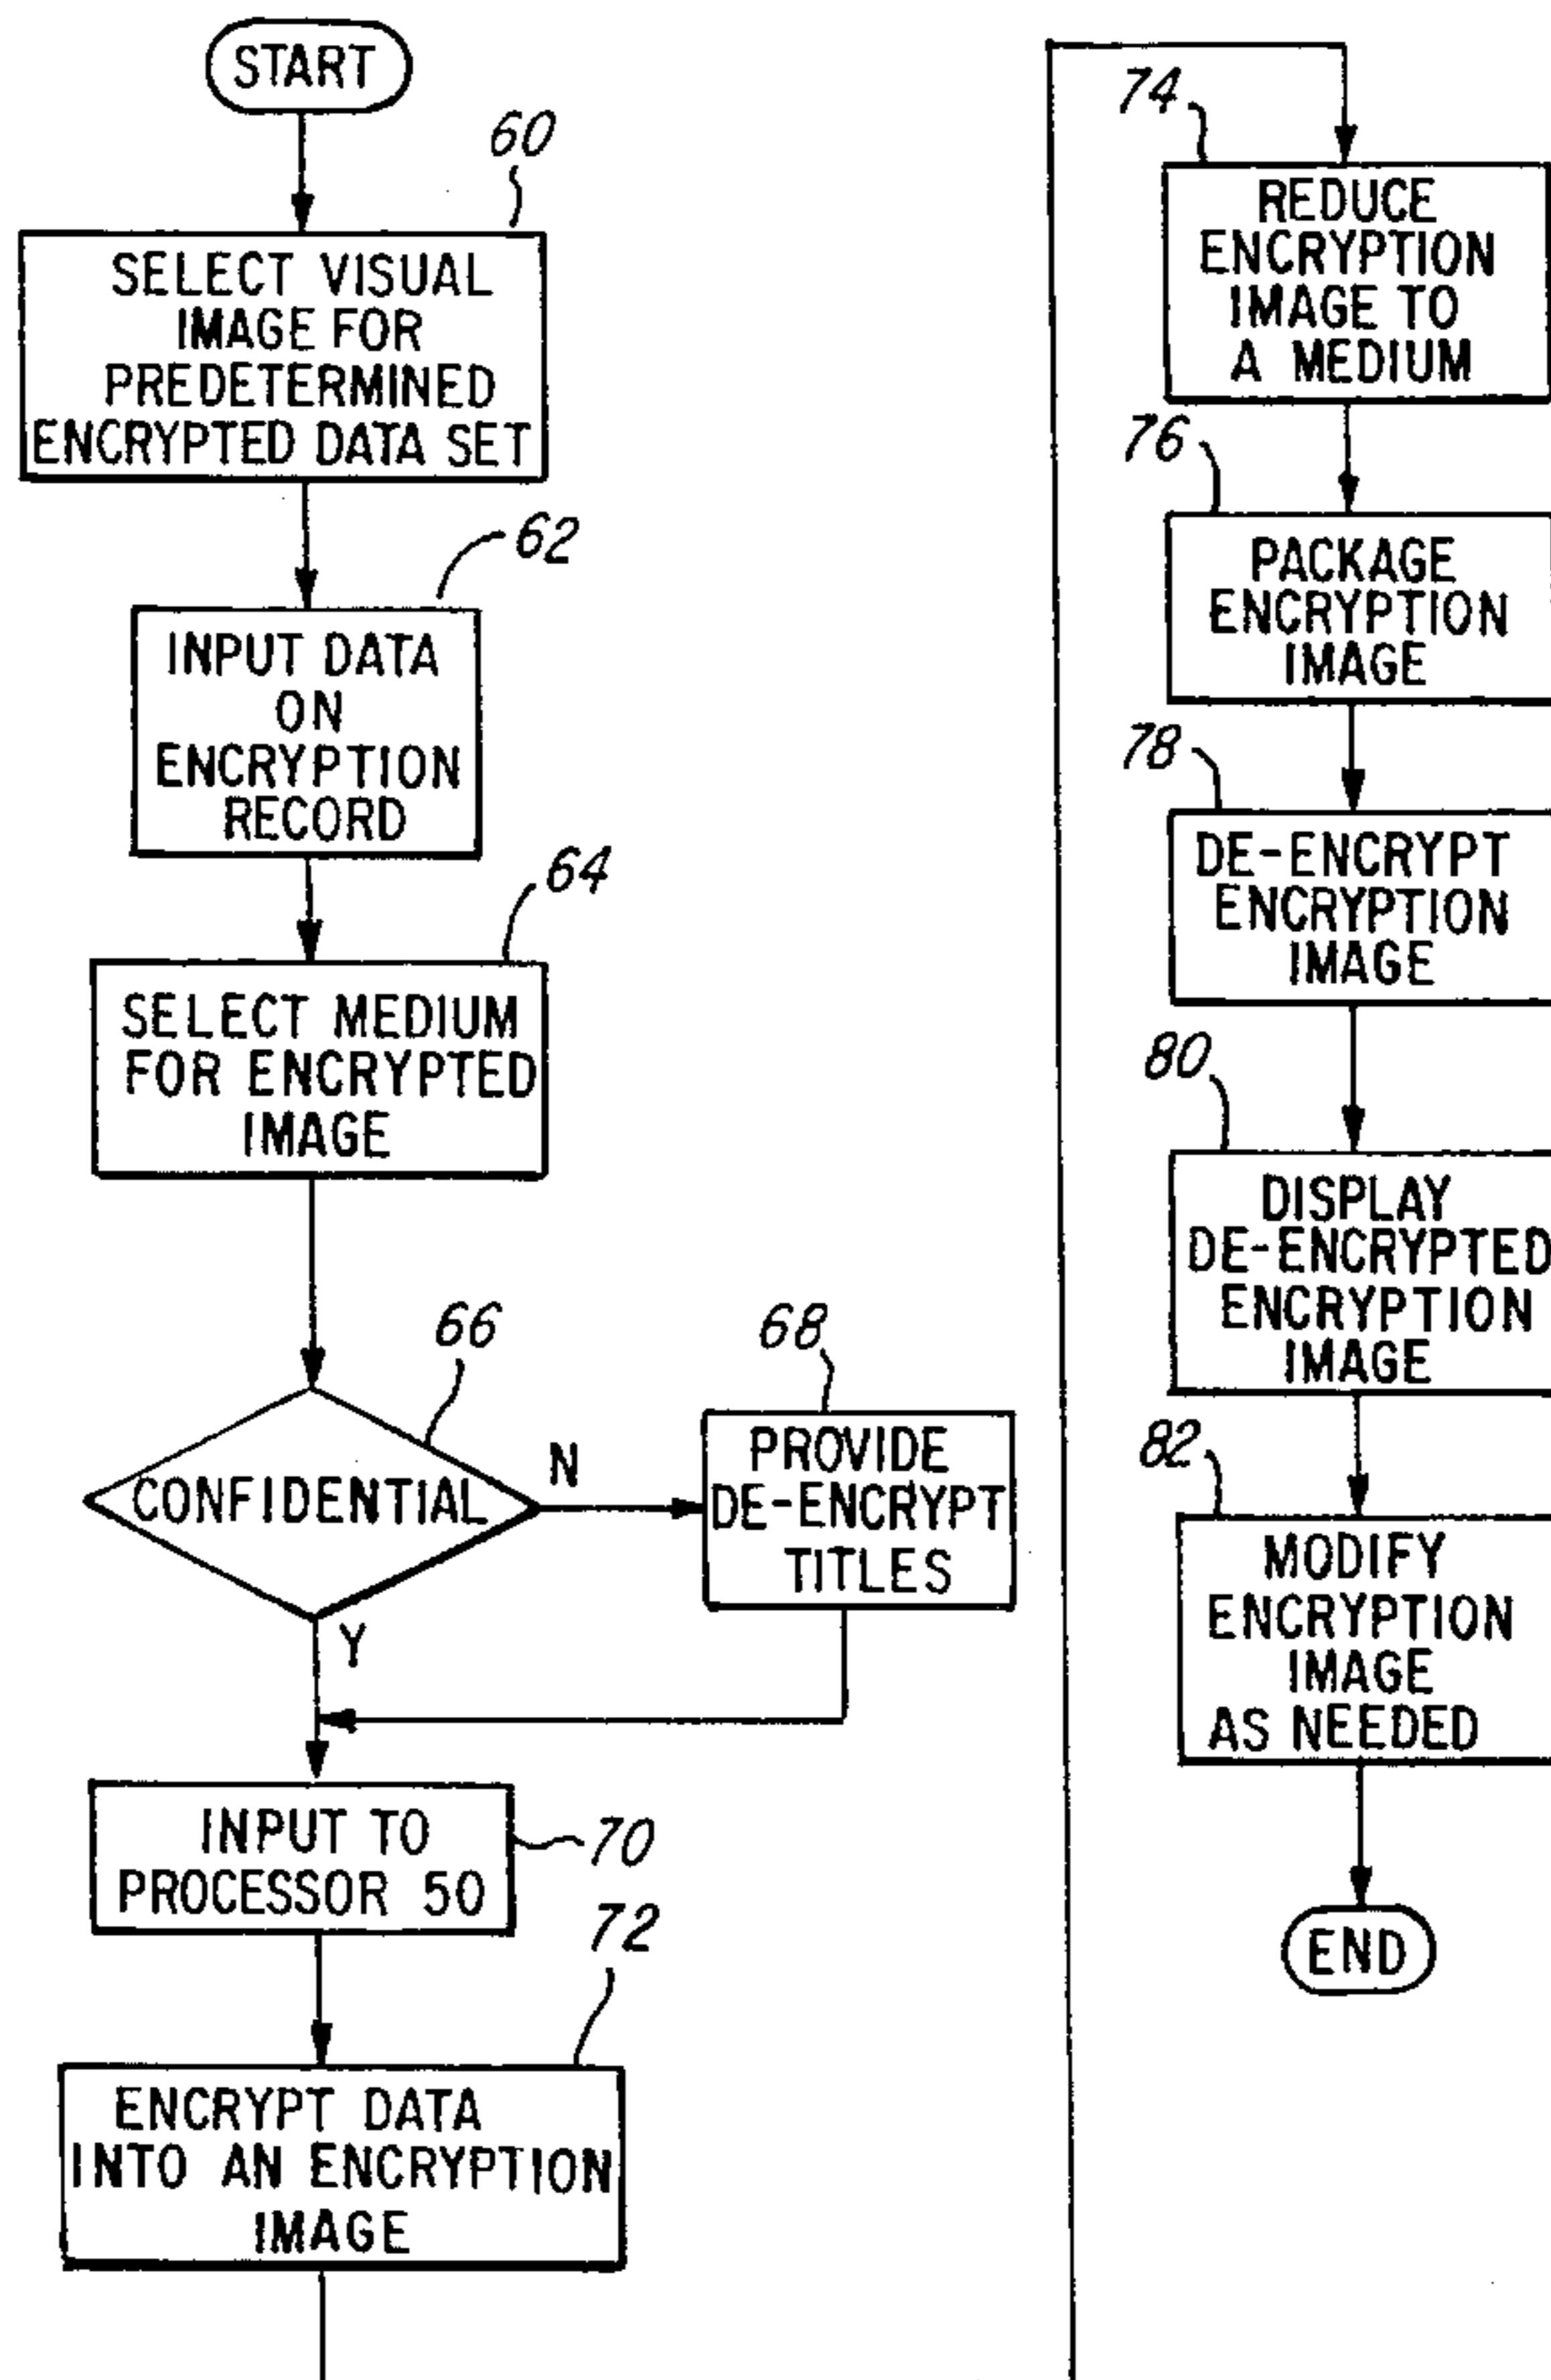 START
60
SELECT VISUAL
IMAGE FOR
PREDETERMINED
ENCRYPTED DATA SET
62
INPUT DATA
ON
ENCRYPTION
RECORD
64
SELECT MEDIUM
FOR ENCRYPTED
IMAGE
66
CONFIDENTIAL
N
68
PROVIDE
DE-ENCRYPT
TITLES
Y
INPUT TO
PROCESSOR 50
70
72
ENCRYPT DATA
INTO AN ENCRYPTION
IMAGE
74
REDUCE
ENCRYPTION
IMAGE TO
A MEDIUM
76
PACKAGE
ENCRYPTION
IMAGE
78
DE-ENCRYPT
ENCRYPTION
IMAGE
80
DISPLAY
DE-ENCRYPTED
ENCRYPTION
IMAGE
82
MODIFY
ENCRYPTION
IMAGE
AS NEEDED
END